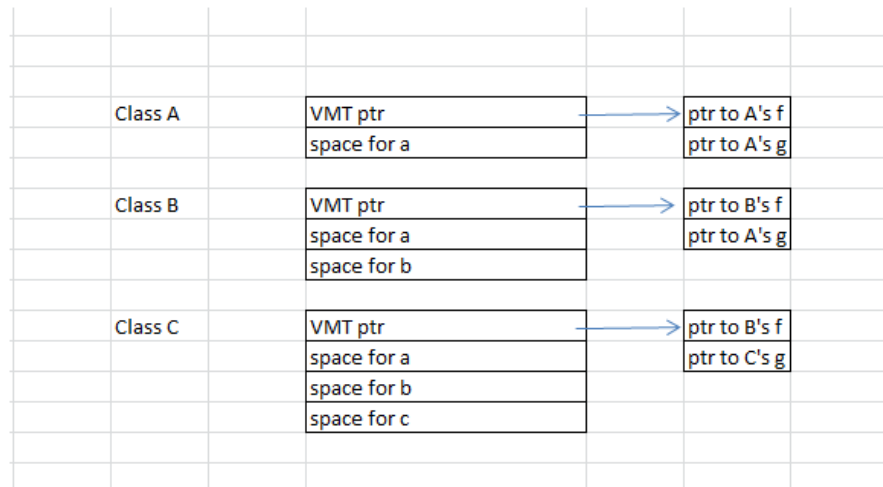 Class A VMT ptr ptr to A's f
space for a ptr to A's g
Class B VMT ptr ptr to B's f
space for a ptr to A's g
space for b
Class C VMT ptr ptr to B's f
space for a ptr to C's g
space for b
space for c